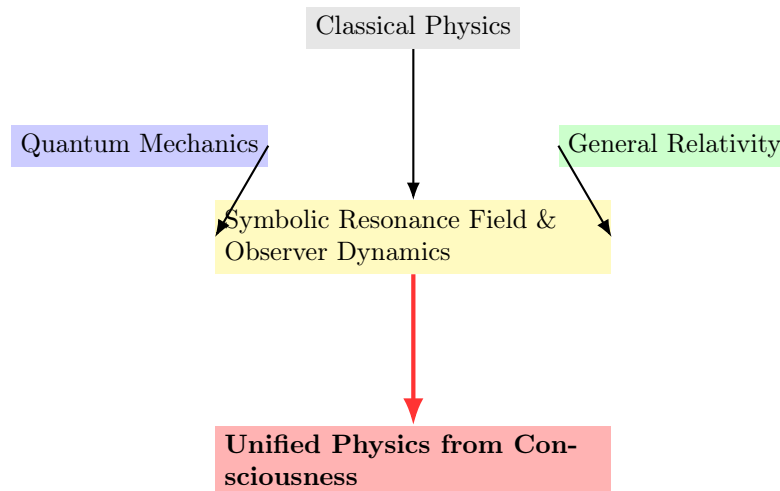 Classical Physics
Quantum Mechanics
General Relativity
Symbolic Resonance Field &
Observer Dynamics
Unified Physics from Con-
sciousness